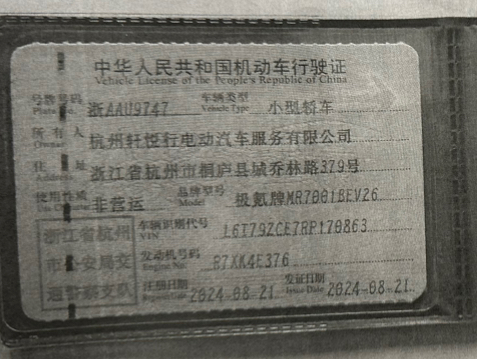 中华人民共和国机动车行驶证
Vehicle License of the People's Republic of China
号牌号码 浙AAU9747 车辆类型 小型轿车
Plate No. Vehicle Type
所有人 杭州轩悦行电动汽车服务有限公司
Owner
住址 浙江省杭州市桐庐县城乔林路379号
Address
使用性质 非营运 品牌型号 极氪牌MR7001BEV26
Model
浙江省杭州 车辆识别代号 L6T79ZCE7RP170863
VIN
市公安局交 发动机号码 R7XK4E376
Engine No.
通警察支队 注册日期 2024-08-21 发证日期 2024-08-21
Register Date Issue Date